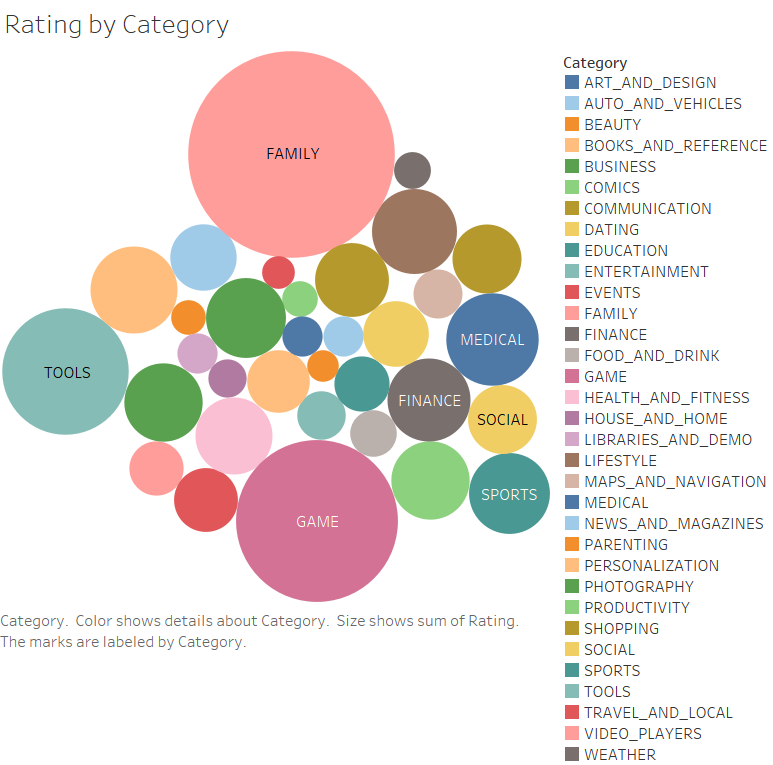 Rating by Category
FAMILY
TOOLS
MEDICAL
FINANCE
SOCIAL
SPORTS
GAME
Category
ART_AND_DESIGN
AUTO_AND_VEHICLES
BEAUTY
BOOKS_AND_REFERENCE
BUSINESS
COMICS
COMMUNICATION
DATING
EDUCATION
ENTERTAINMENT
EVENTS
FAMILY
FINANCE
FOOD_AND_DRINK
GAME
HEALTH_AND_FITNESS
HOUSE_AND_HOME
LIBRARIES_AND_DEMO
LIFESTYLE
MAPS_AND_NAVIGATION
MEDICAL
NEWS_AND_MAGAZINES
PARENTING
PERSONALIZATION
PHOTOGRAPHY
PRODUCTIVITY
SHOPPING
SOCIAL
SPORTS
TOOLS
TRAVEL_AND_LOCAL
VIDEO_PLAYERS
WEATHER
Category.  Color shows details about Category.  Size shows sum of Rating.
The marks are labeled by Category.